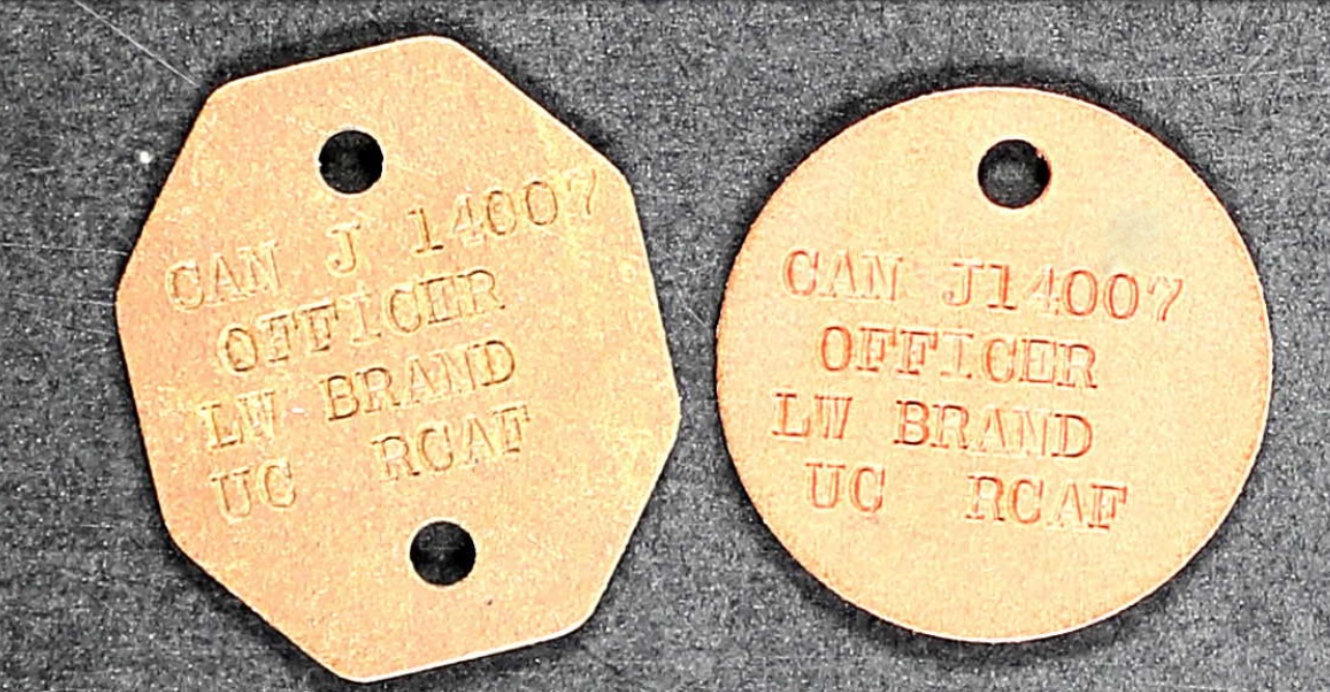 CAN J 14007
OFFICER
LW BRAND
UC RCAF
CAN J14007
OFFICER
LW BRAND
UC RCAF